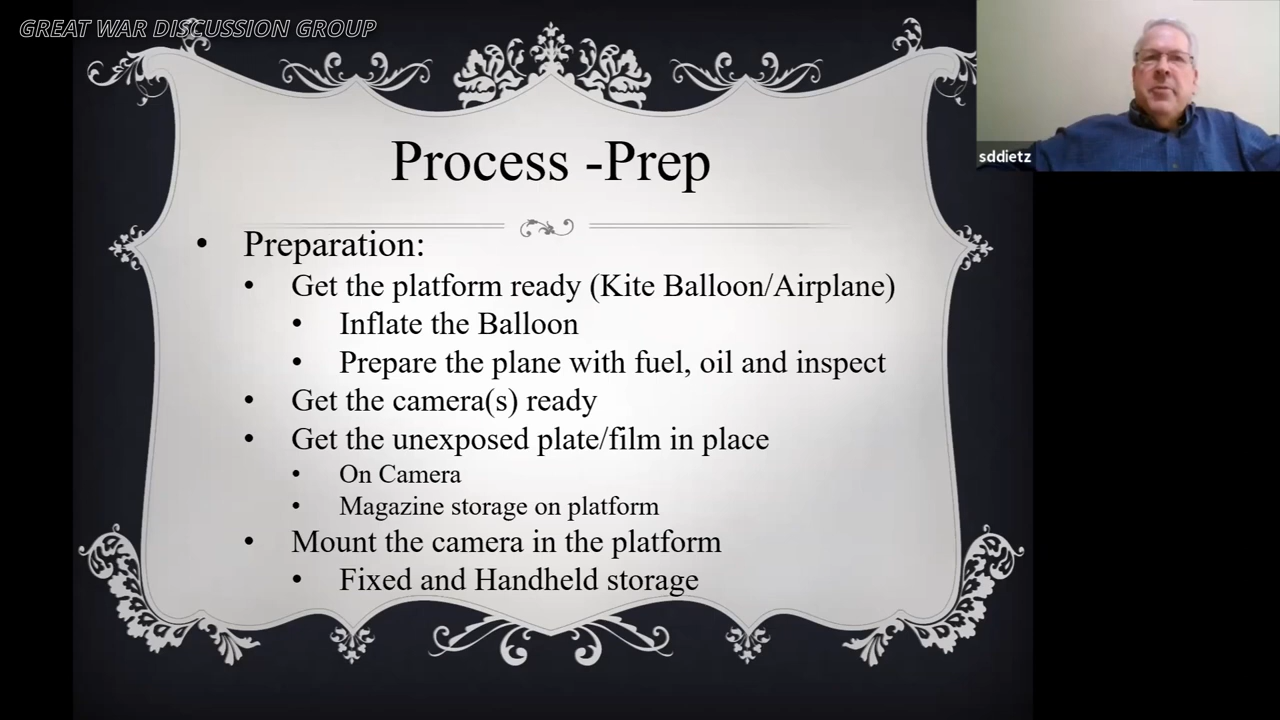 GREAT WAR DISCUSSION GROUP
sddietz
Process -Prep
• Preparation:
• Get the platform ready (Kite Balloon/Airplane)
• Inflate the Balloon
• Prepare the plane with fuel, oil and inspect
• Get the camera(s) ready
• Get the unexposed plate/film in place
• On Camera
• Magazine storage on platform
• Mount the camera in the platform
• Fixed and Handheld storage